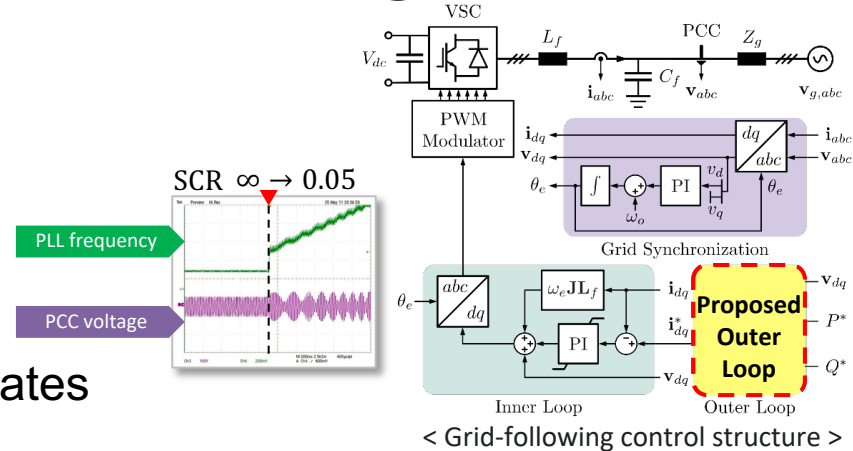 VSC
V_dc
L_f
PCC
Z_g
C_f
i_abc
v_abc
v_g,abc
PWM
Modulator
i_dq
v_dq
θ_e
∫
ω_o
PI
v_d
v_q
dq
abc
θ_e
i_abc
v_abc
Grid Synchronization
SCR ∞ → 0.05
PLL frequency
PCC voltage
ates
θ_e
abc
dq
ω_e JL_f
PI
i_dq
i*_dq
v_dq
Inner Loop
Proposed
Outer
Loop
v_dq
P*
Q*
Outer Loop
< Grid-following control structure >